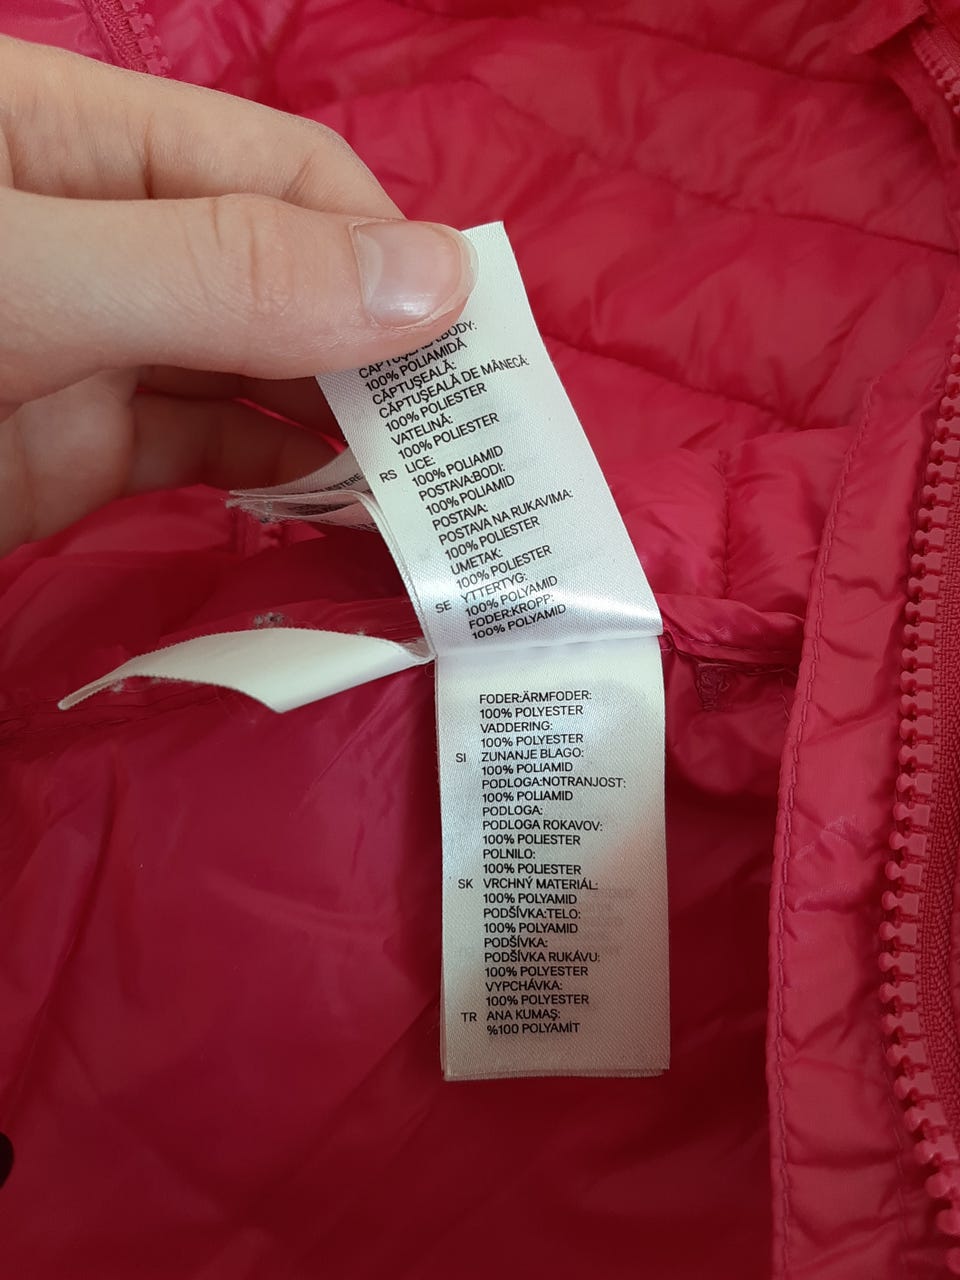 BODY:
100% POLIAMIDĂ
CĂPTUŞEALĂ:
CĂPTUŞEALĂ DE MÂNECĂ:
100% POLIESTER
VATELINĂ:
100% POLIESTER
RS LICE:
100% POLIAMID
POSTAVA:BODI:
100% POLIAMID
POSTAVA:
POSTAVA NA RUKAVIMA:
100% POLIESTER
UMETAK:
100% POLIESTER
SE YTTERTYG:
100% POLYAMID
FODER:KROPP:
100% POLYAMID
FODER:ÄRMFODER:
100% POLYESTER
VADDERING:
100% POLYESTER
SI ZUNANJE BLAGO:
100% POLIAMID
PODLOGA:NOTRANJOST:
100% POLIAMID
PODLOGA:
PODLOGA ROKAVOV:
100% POLIESTER
POLNILO:
100% POLIESTER
SK VRCHNÝ MATERIÁL:
100% POLYAMID
PODŠÍVKA:TELO:
100% POLYAMID
PODŠÍVKA:
PODŠÍVKA RUKÁVU:
100% POLYESTER
VYPCHÁVKA:
100% POLYESTER
TR ANA KUMAŞ:
%100 POLYAMİT